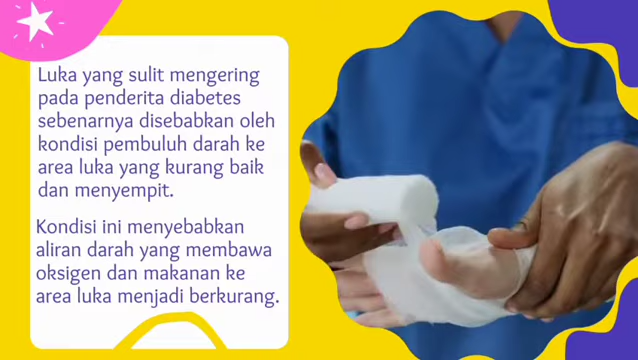 Luka yang sulit mengering
pada penderita diabetes
sebenarnya disebabkan oleh
kondisi pembuluh darah ke
area luka yang kurang baik
dan menyempit.
Kondisi ini menyebabkan
aliran darah yang membawa
oksigen dan makanan ke
area luka menjadi berkurang.